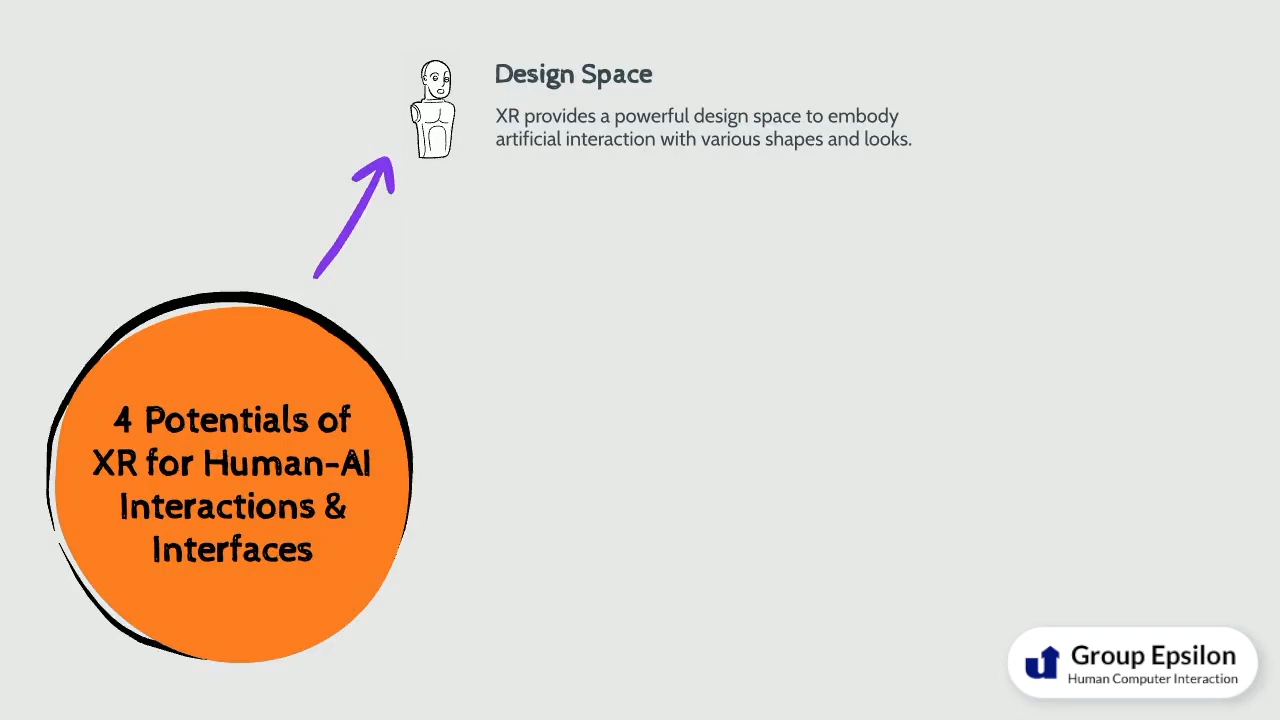 Design Space
XR provides a powerful design space to embody
artificial interaction with various shapes and looks.
4 Potentials of
XR for Human-AI
Interactions &
Interfaces
Group Epsilon
Human Computer Interaction